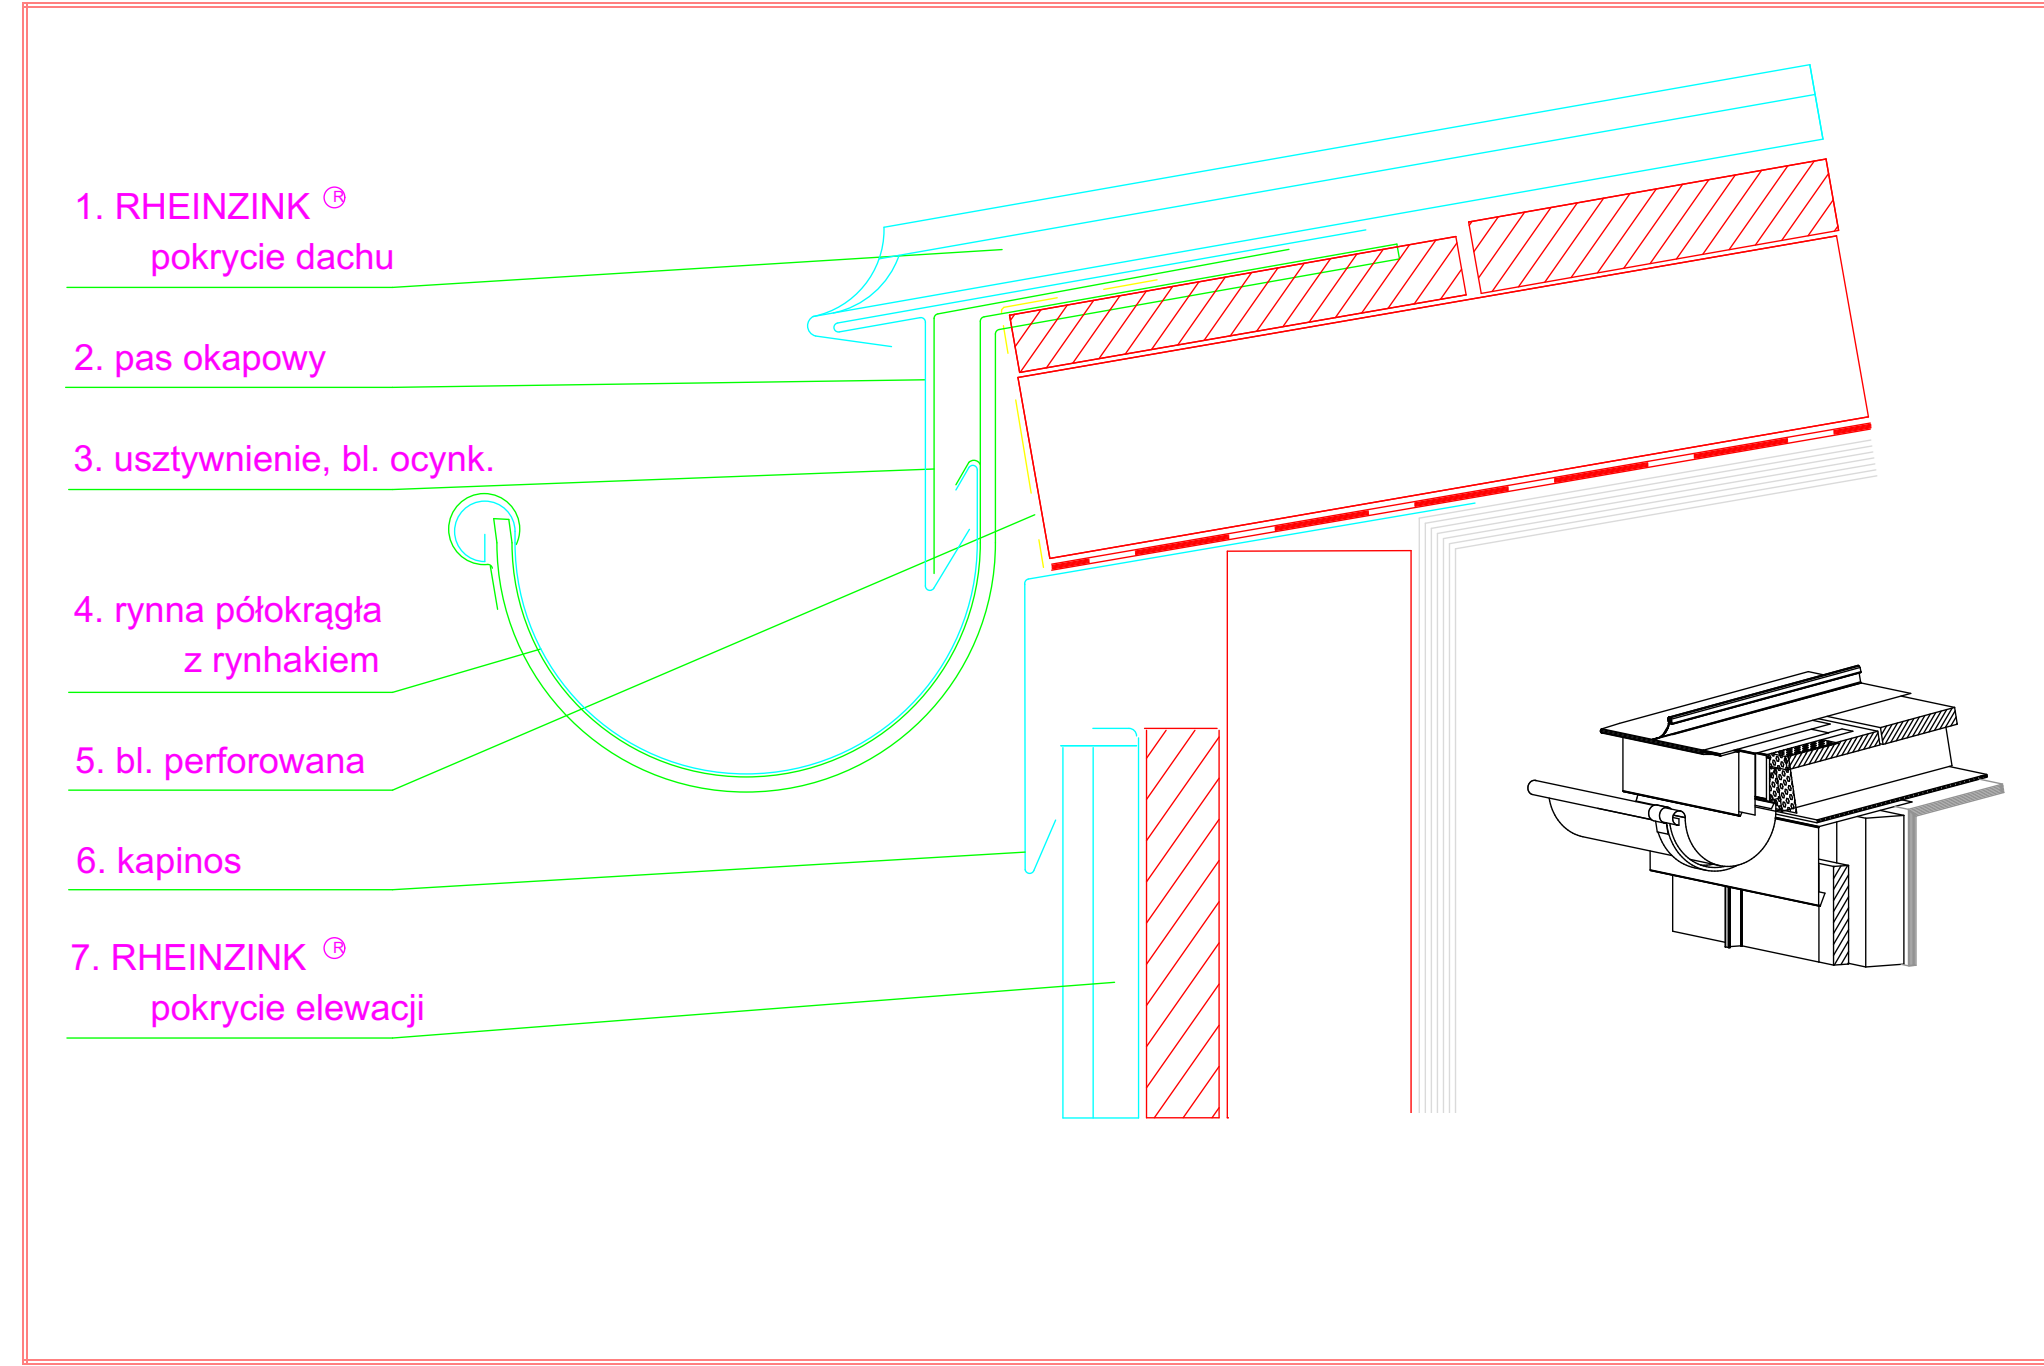 1. RHEINZINK ®
pokrycie dachu
2. pas okapowy
3. usztywnienie, bl. ocynk.
4. rynna półokrągła
z rynhakiem
5. bl. perforowana
6. kapinos
7. RHEINZINK ®
pokrycie elewacji